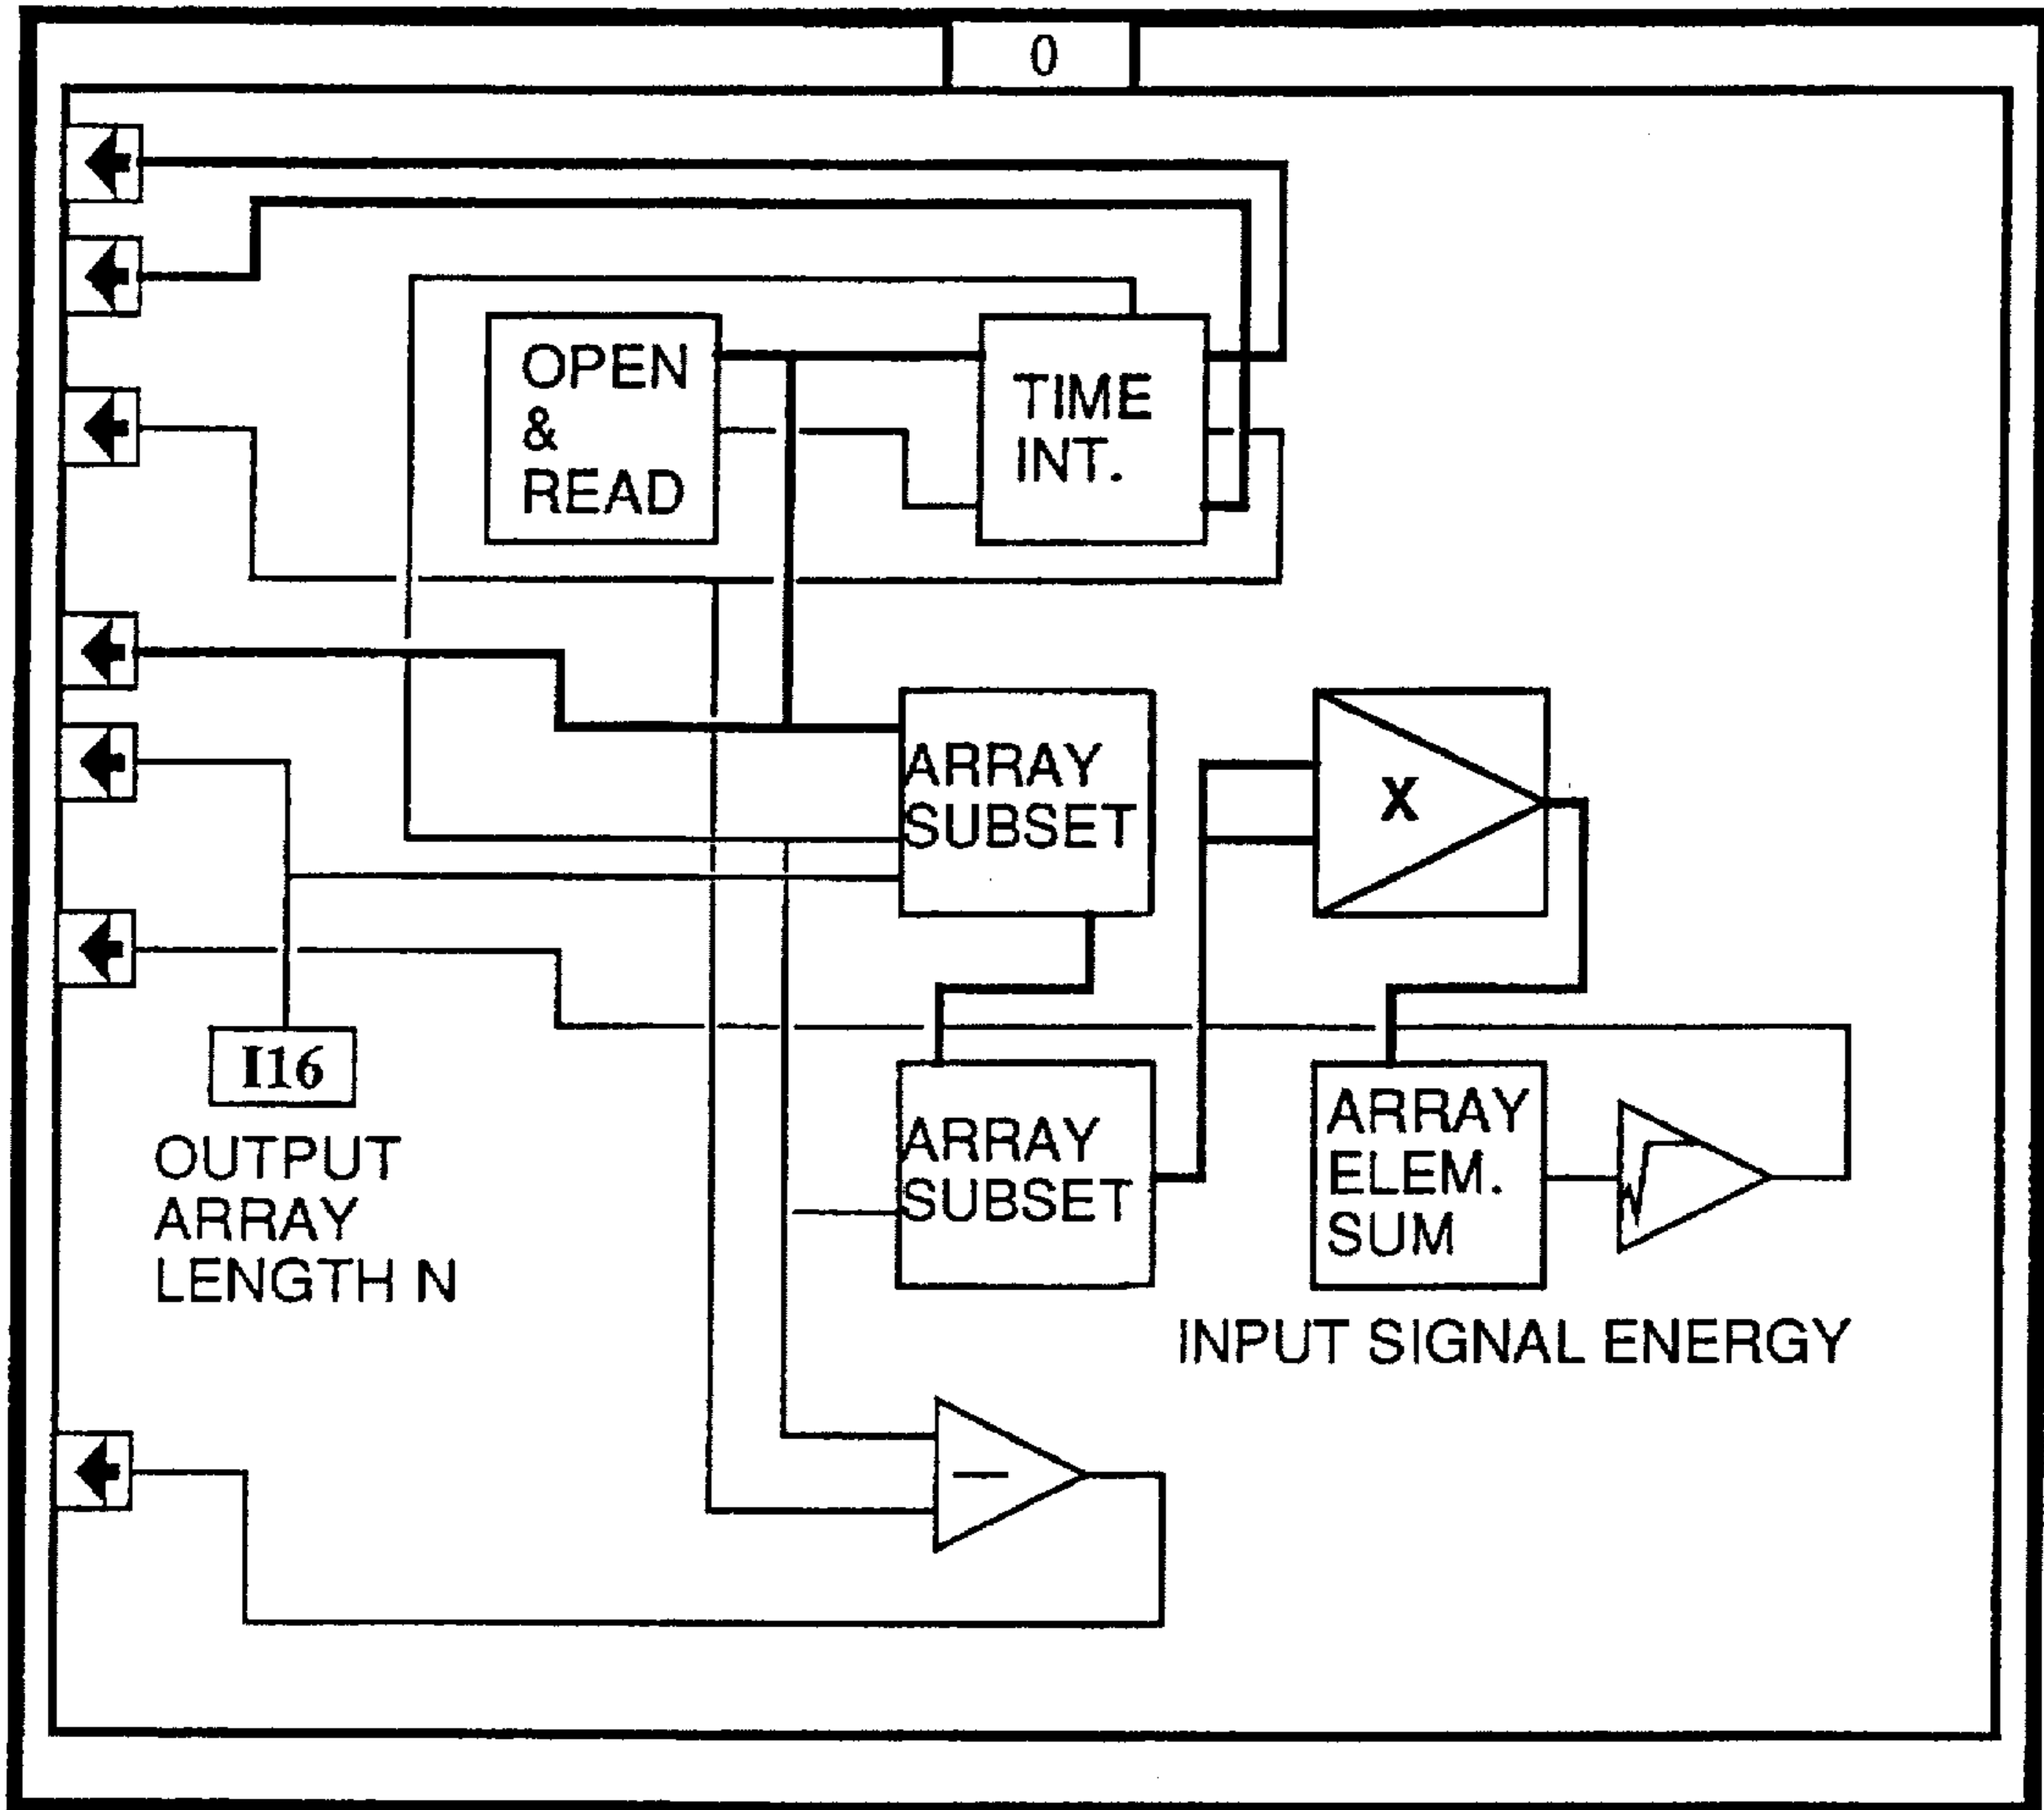 0
OPEN
&
READ
TIME
INT.
ARRAY
SUBSET
X
I16
OUTPUT
ARRAY
LENGTH N
ARRAY
SUBSET
ARRAY
ELEM.
SUM
√
INPUT SIGNAL ENERGY
—